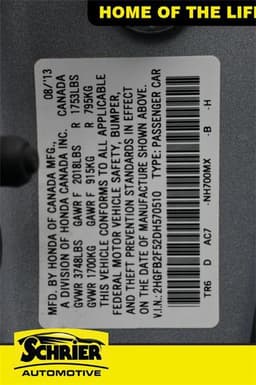 HOME OF THE LIFE
MFD. BY HONDA OF CANADA MFG., 08/'13
A DIVISION OF HONDA CANADA INC. CANADA
GVWR 3748LBS GAWR F 2018LBS R 1753LBS
GVWR 1700KG GAWR F 915KG R 795KG
THIS VEHICLE CONFORMS TO ALL APPLICABLE
FEDERAL MOTOR VEHICLE SAFETY, BUMPER,
AND THEFT PREVENTION STANDARDS IN EFFECT ON
THE DATE OF MANUFACTURE SHOWN ABOVE.
V.I.N.: 2HGFB2F52DH570510 TYPE: PASSENGER CAR
TR6 D AC7 -NH700MX -B -H
SCHRIER
AUTOMOTIVE